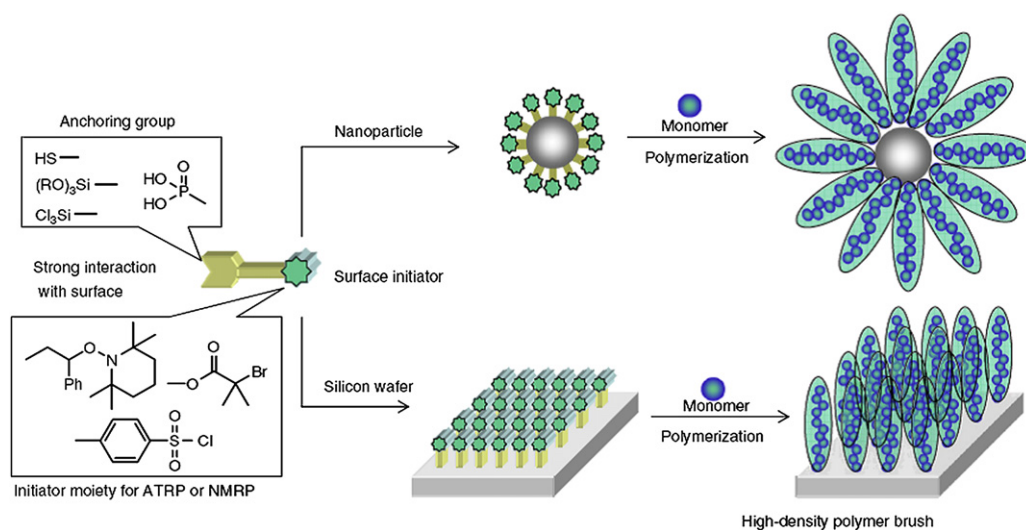 Anchoring group
HS
(RO)3Si
Cl3Si
O
HO
P
HO
Strong interaction
with surface
Surface initiator
Nanoparticle
Monomer
Polymerization
O
N
Ph
O
O
Br
O
S
Cl
O
Initiator moiety for ATRP or NMRP
Silicon wafer
Monomer
Polymerization
High-density polymer brush